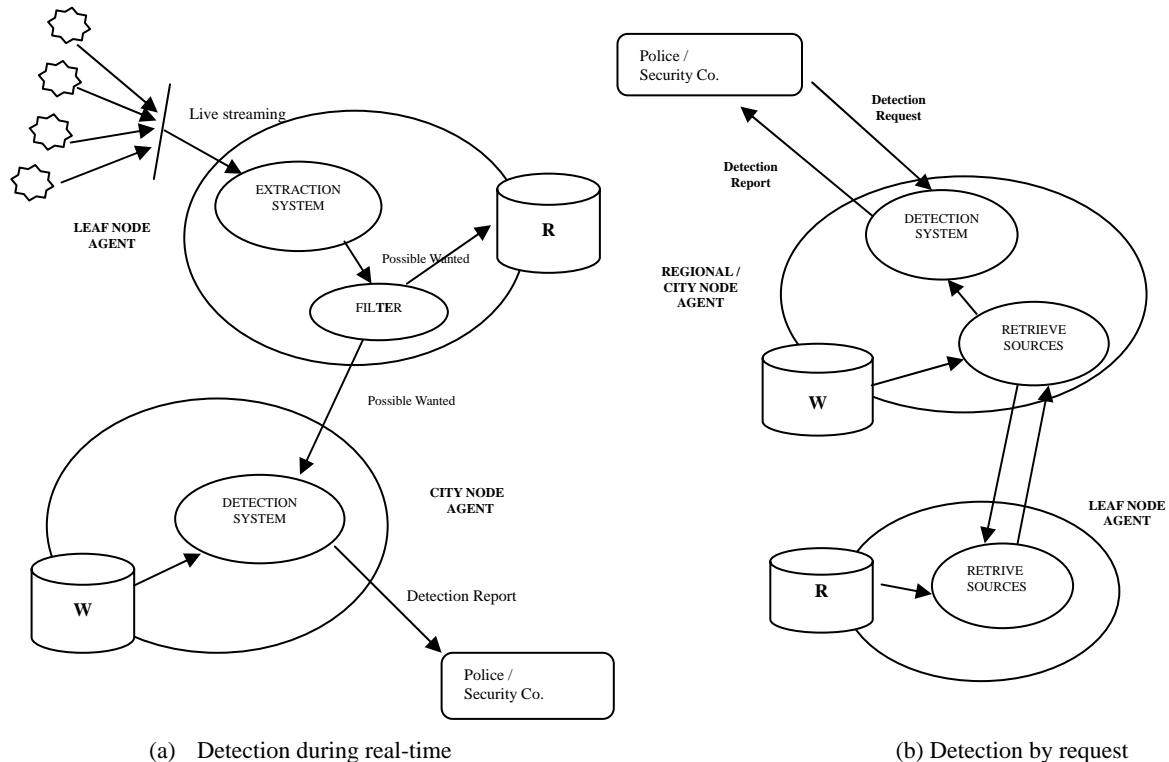 Live streaming
EXTRACTION
SYSTEM
LEAF NODE
AGENT
R
Possible Wanted
FILTER
Possible Wanted
CITY NODE
AGENT
DETECTION
SYSTEM
W
Detection Report
Police /
Security Co.
(a) Detection during real-time
Police /
Security Co.
Detection
Request
Detection
Report
DETECTION
SYSTEM
REGIONAL /
CITY NODE
AGENT
RETRIEVE
SOURCES
W
LEAF NODE
AGENT
R
RETRIVE
SOURCES
(b) Detection by request